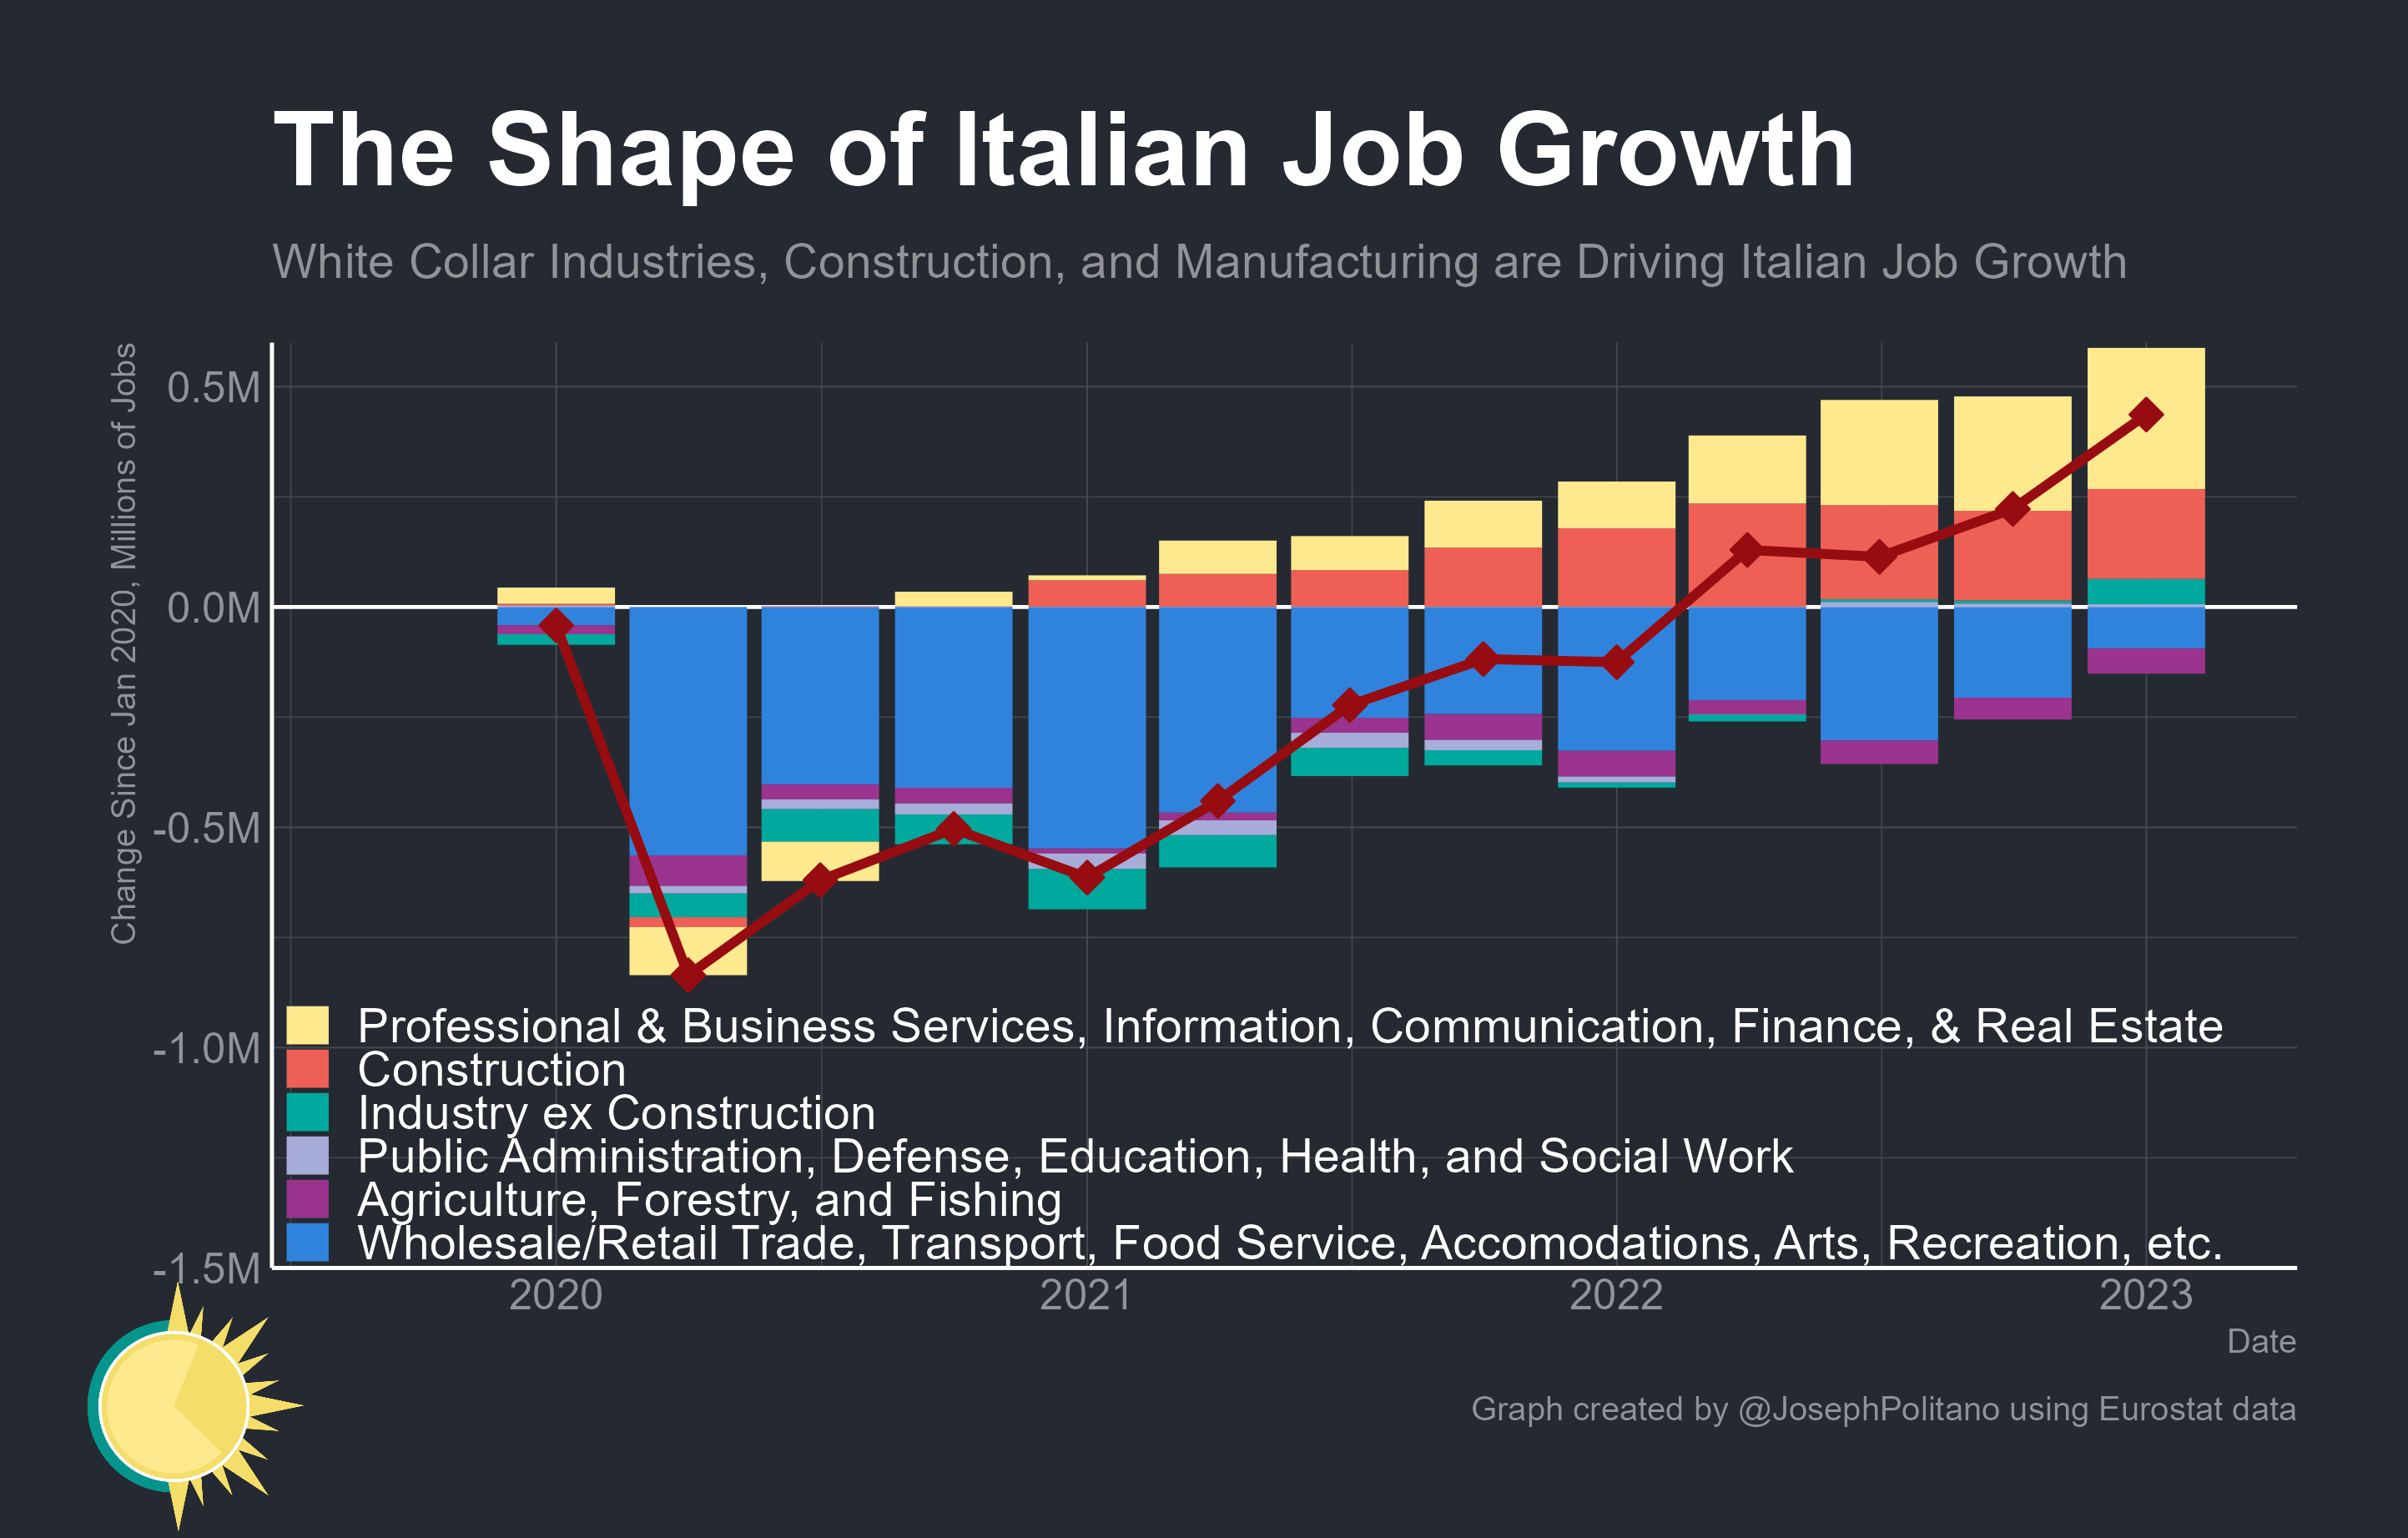 The Shape of Italian Job Growth
White Collar Industries, Construction, and Manufacturing are Driving Italian Job Growth
Change Since Jan 2020, Millions of Jobs
0.5M
0.0M
-0.5M
-1.0M
-1.5M
Professional & Business Services, Information, Communication, Finance, & Real Estate
Construction
Industry ex Construction
Public Administration, Defense, Education, Health, and Social Work
Agriculture, Forestry, and Fishing
Wholesale/Retail Trade, Transport, Food Service, Accomodations, Arts, Recreation, etc.
2020
2021
2022
2023
Date
Graph created by @JosephPolitano using Eurostat data